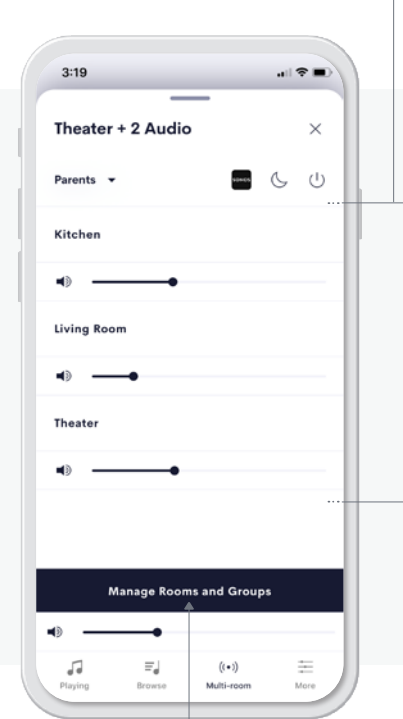 3:19
Theater + 2 Audio
Parents
SONOS
Kitchen
Living Room
Theater
Manage Rooms and Groups
Playing Browse Multi-room More